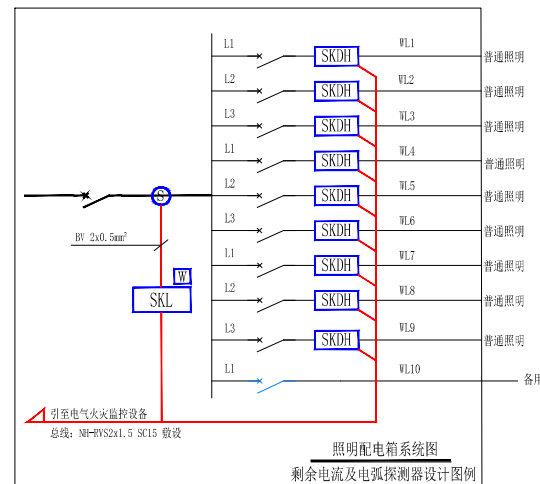 L1 SKDH WL1 普通照明
L2 SKDH WL2 普通照明
L3 SKDH WL3 普通照明
L1 SKDH WL4 普通照明
L2 SKDH WL5 普通照明
S
L3 SKDH WL6 普通照明
BV 2x0.5mm²
L1 SKDH WL7 普通照明
W
SKL
L2 SKDH WL8 普通照明
L3 SKDH WL9 普通照明
L1 WL10 备用
引至电气火灾监控设备
总线: NH-RVS2x1.5 SC15 敷设
照明配电箱系统图
剩余电流及电弧探测器设计图例